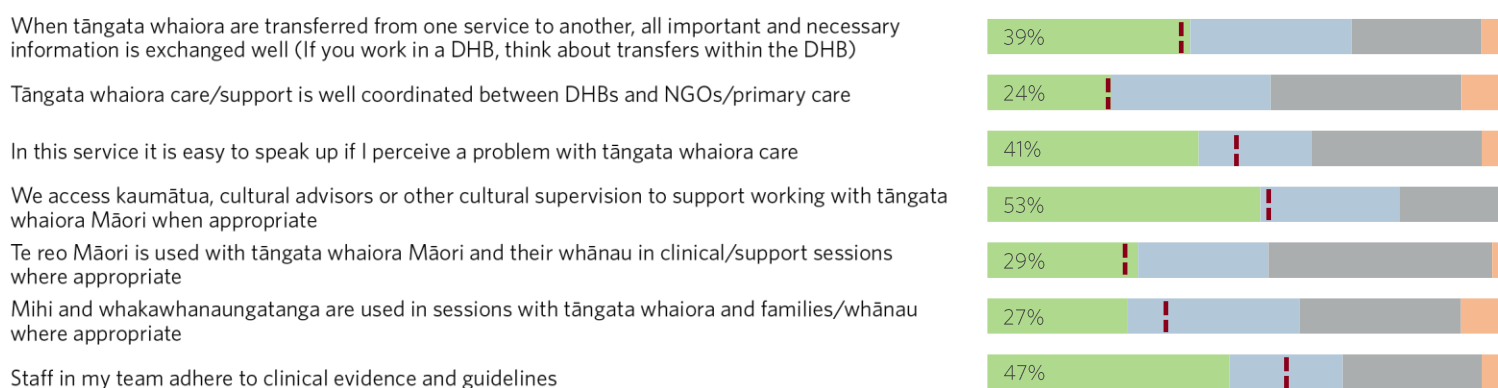 When tāngata whaiora are transferred from one service to another, all important and necessary
information is exchanged well (If you work in a DHB, think about transfers within the DHB)
39%
Tāngata whaiora care/support is well coordinated between DHBs and NGOs/primary care
24%
In this service it is easy to speak up if I perceive a problem with tāngata whaiora care
41%
We access kaumātua, cultural advisors or other cultural supervision to support working with tāngata
whaiora Māori when appropriate
53%
Te reo Māori is used with tāngata whaiora Māori and their whānau in clinical/support sessions
where appropriate
29%
Mihi and whakawhanaungatanga are used in sessions with tāngata whaiora and families/whānau
where appropriate
27%
Staff in my team adhere to clinical evidence and guidelines
47%